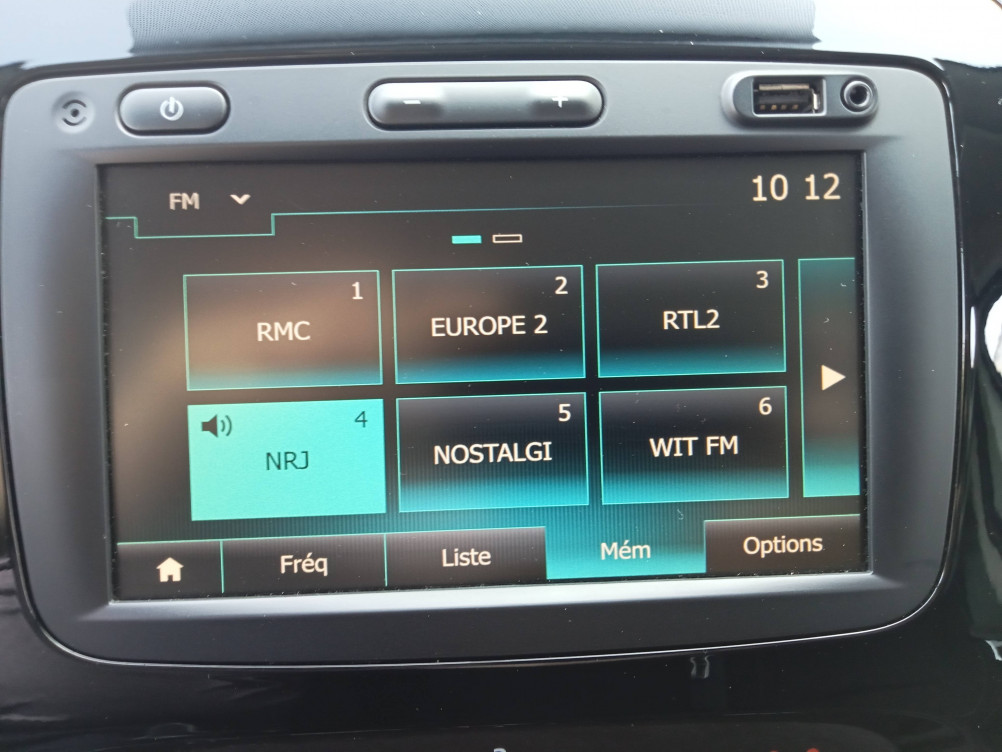 - +
FM
10 12
1
RMC
2
EUROPE 2
3
RTL2
4
NRJ
5
NOSTALGI
6
WIT FM
Fréq
Liste
Mém
Options